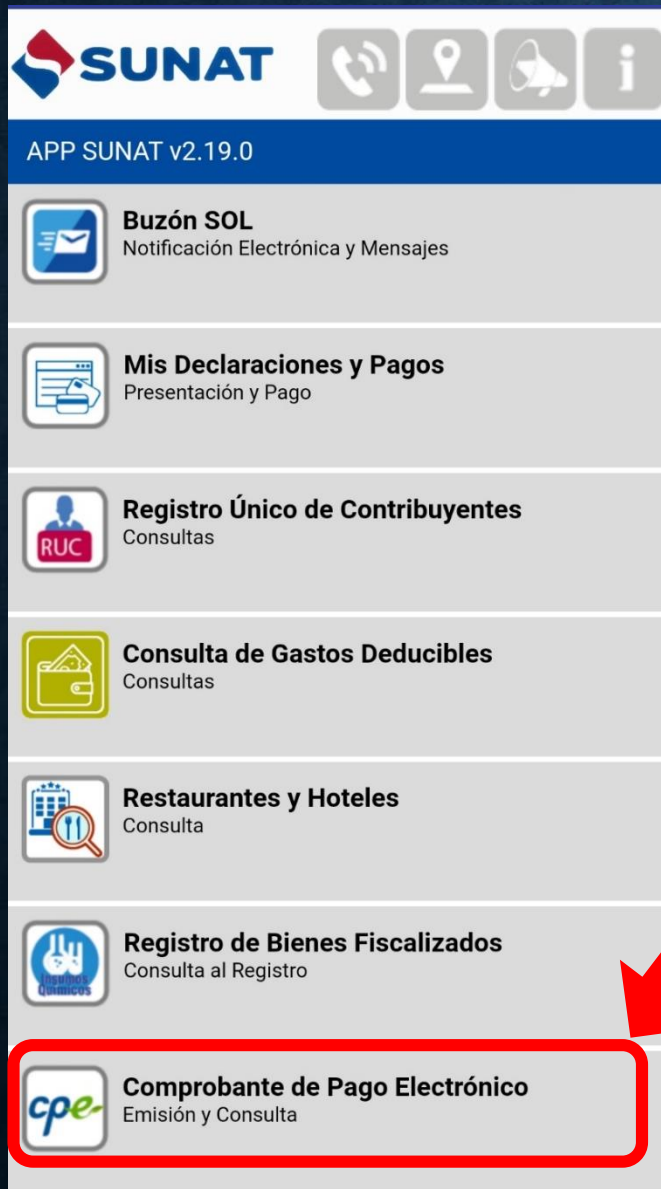 SUNAT
i
APP SUNAT v2.19.0
Buzón SOL
Notificación Electrónica y Mensajes
Mis Declaraciones y Pagos
Presentación y Pago
RUC
Registro Único de Contribuyentes
Consultas
Consulta de Gastos Deducibles
Consultas
Restaurantes y Hoteles
Consulta
Insumos
Químicos
Registro de Bienes Fiscalizados
Consulta al Registro
cpe-
Comprobante de Pago Electrónico
Emisión y Consulta